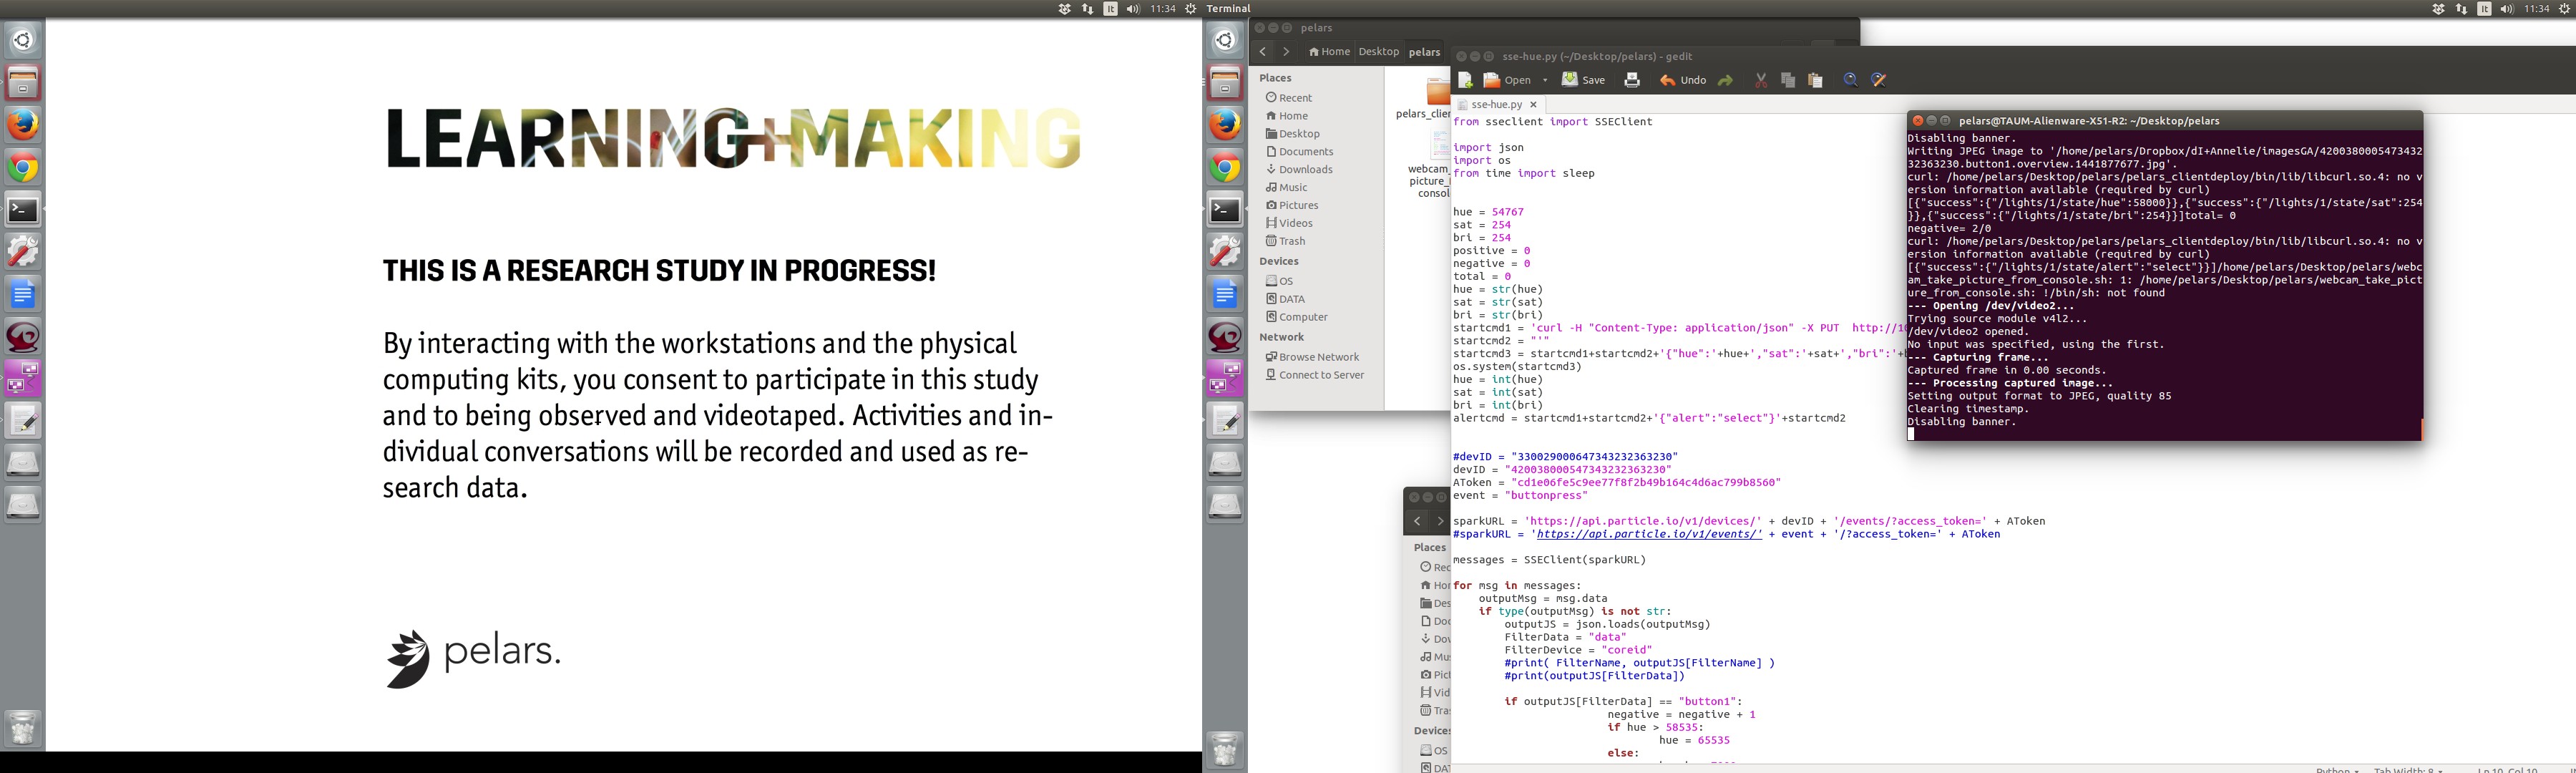 11:34
LEARNING+MAKING
THIS IS A RESEARCH STUDY IN PROGRESS!
By interacting with the workstations and the physical
computing kits, you consent to participate in this study
and to being observed and videotaped. Activities and in-
dividual conversations will be recorded and used as re-
search data.
pelars.
Terminal
11:34
pelars
Home Desktop pelars
Places
Recent
Home
Desktop
Documents
Downloads
Music
Pictures
Videos
Trash
Devices
OS
DATA
Computer
Network
Browse Network
Connect to Server
pelars_clien
webcam_
picture_
conso
Places
Rec
Hor
Des
Doc
Dov
Mus
Pict
Vid
Tra
Devices
OS
DAT
sse-hue.py (~/Desktop/pelars) - gedit
Open Save Undo
sse-hue.py
from sseclient import SSEClient
import json
import os
from time import sleep
hue = 54767
sat = 254
bri = 254
positive = 0
negative = 0
total = 0
hue = str(hue)
sat = str(sat)
bri = str(bri)
startcmd1 = 'curl -H "Content-Type: application/json" -X PUT  http://10
startcmd2 = "'"
startcmd3 = startcmd1+startcmd2+'{"hue":'+hue+',"sat":'+sat+',"bri":'+b
os.system(startcmd3)
hue = int(hue)
sat = int(sat)
bri = int(bri)
alertcmd = startcmd1+startcmd2+'{"alert":"select"}'+startcmd2
#devID = "330029000647343232363230"
devID = "420038000547343232363230"
AToken = "cd1e06fe5c9ee77f8f2b49b164c4d6ac799b8560"
event = "buttonpress"
sparkURL = 'https://api.particle.io/v1/devices/' + devID + '/events/?access_token=' + AToken
#sparkURL = 'https://api.particle.io/v1/events/' + event + '/?access_token=' + AToken
messages = SSEClient(sparkURL)
for msg in messages:
outputMsg = msg.data
if type(outputMsg) is not str:
outputJS = json.loads(outputMsg)
FilterData = "data"
FilterDevice = "coreid"
#print( FilterName, outputJS[FilterName] )
#print(outputJS[FilterData])
if outputJS[FilterData] == "button1":
negative = negative + 1
if hue > 58535:
hue = 65535
else:
Python Tab Width: 8 Ln 10, Col 10
pelars@TAUM-Alienware-X51-R2: ~/Desktop/pelars
Disabling banner.
Writing JPEG image to '/home/pelars/Dropbox/dI+Annelie/imagesGA/4200380005473432
32363230.button1.overview.1441877677.jpg'.
curl: /home/pelars/Desktop/pelars/pelars_clientdeploy/bin/lib/libcurl.so.4: no v
ersion information available (required by curl)
[{"success":{"/lights/1/state/hue":58000}},{"success":{"/lights/1/state/sat":254
}},{"success":{"/lights/1/state/bri":254}}]total= 0
negative= 2/0
curl: /home/pelars/Desktop/pelars/pelars_clientdeploy/bin/lib/libcurl.so.4: no v
ersion information available (required by curl)
[{"success":{"/lights/1/state/alert":"select"}}]/home/pelars/Desktop/pelars/webc
am_take_picture_from_console.sh: 1: /home/pelars/Desktop/pelars/webcam_take_pict
ure_from_console.sh: !/bin/sh: not found
--- Opening /dev/video2...
Trying source module v4l2...
/dev/video2 opened.
No input was specified, using the first.
--- Capturing frame...
Captured frame in 0.00 seconds.
--- Processing captured image...
Setting output format to JPEG, quality 85
Clearing timestamp.
Disabling banner.